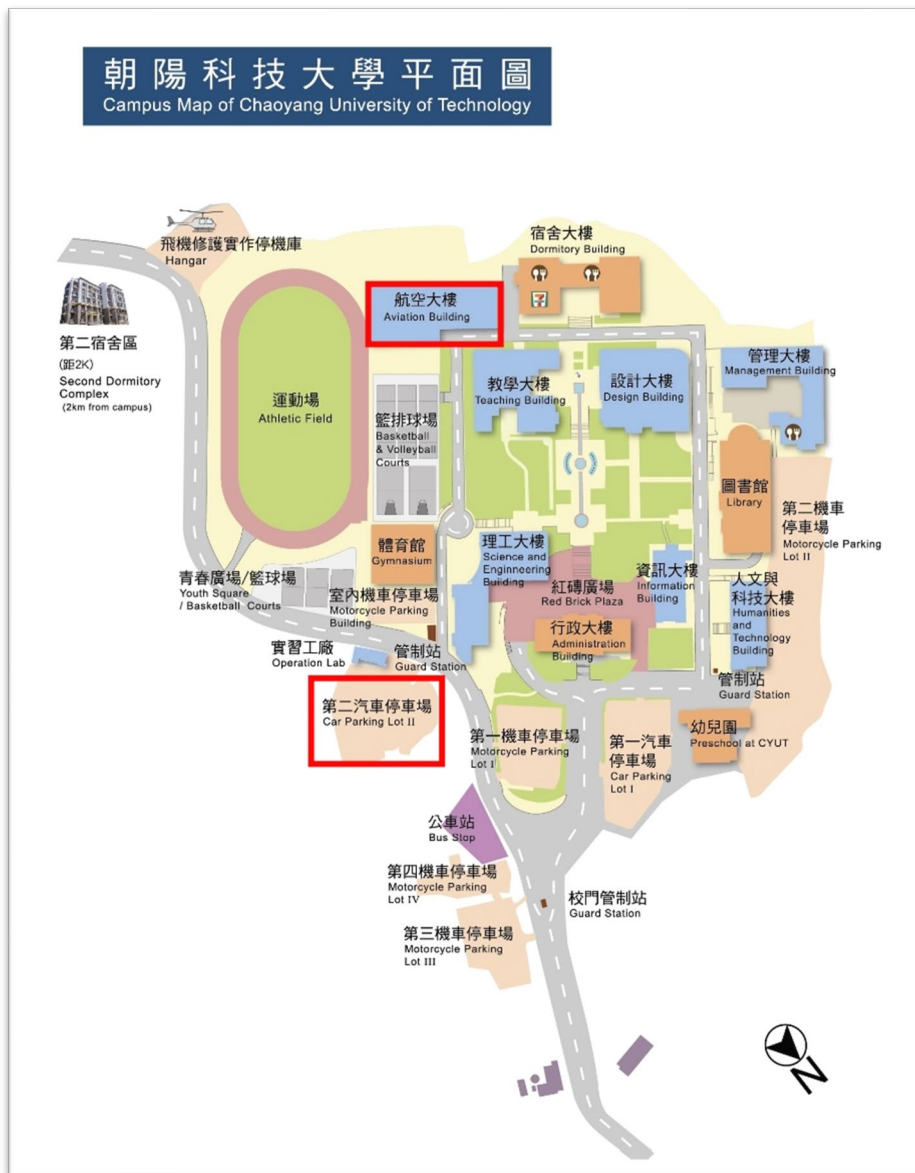 朝陽科技大學平面圖
Campus Map of Chaoyang University of Technology
飛機修護實作停機庫
Hangar
宿舍大樓
Dormitory Building
航空大樓
Aviation Building
第二宿舍區
(距2K)
Second Dormitory
Complex
(2km from campus)
運動場
Athletic Field
籃排球場
Basketball
& Volleyball
Courts
教學大樓
Teaching Building
設計大樓
Design Building
管理大樓
Management Building
圖書館
Library
第二機車
停車場
Motorcycle Parking
Lot II
體育館
Gymnasium
理工大樓
Science and
Engineering
Building
資訊大樓
Information
Building
紅磚廣場
Red Brick Plaza
人文與
科技大樓
Humanities
and
Technology
Building
青春廣場/籃球場
Youth Square
/ Basketball Courts
室內機車停車場
Motorcycle Parking
Building
行政大樓
Administration
Building
實習工廠
Operation Lab
管制站
Guard Station
管制站
Guard Station
第二汽車停車場
Car Parking Lot II
第一機車停車場
Motorcycle Parking
Lot I
第一汽車
停車場
Car Parking
Lot I
幼兒園
Preschool at CYUT
公車站
Bus Stop
第四機車停車場
Motorcycle Parking
Lot IV
校門管制站
Guard Station
第三機車停車場
Motorcycle Parking
Lot III
N